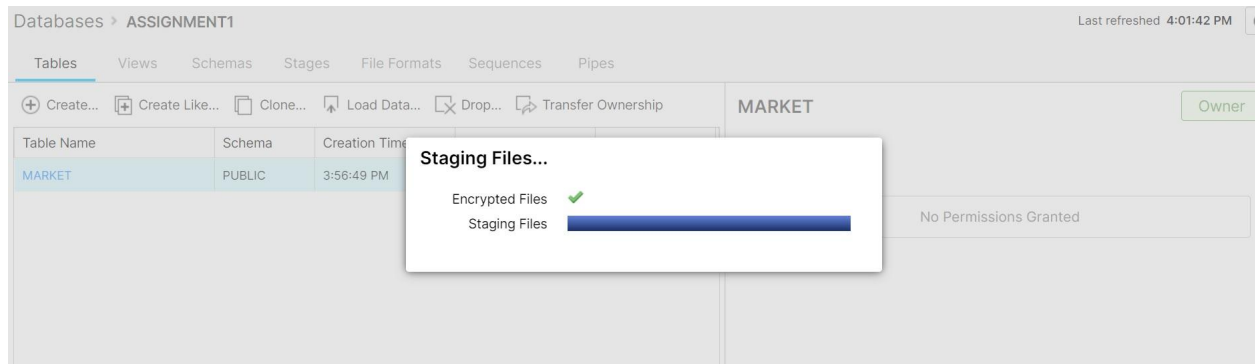 Databases > ASSIGNMENT1
Last refreshed 4:01:42 PM
Tables Views Schemas Stages File Formats Sequences Pipes
Create... Create Like... Clone... Load Data... Drop... Transfer Ownership
MARKET
Owner
Table Name Schema Creation Time
MARKET PUBLIC 3:56:49 PM
Staging Files...
Encrypted Files
Staging Files
No Permissions Granted